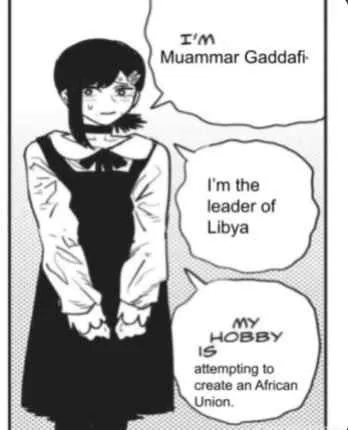 I'M
Muammar Gaddafi.
I'm the
leader of
Libya
MY
HOBBY
IS
attempting to
create an African
Union.